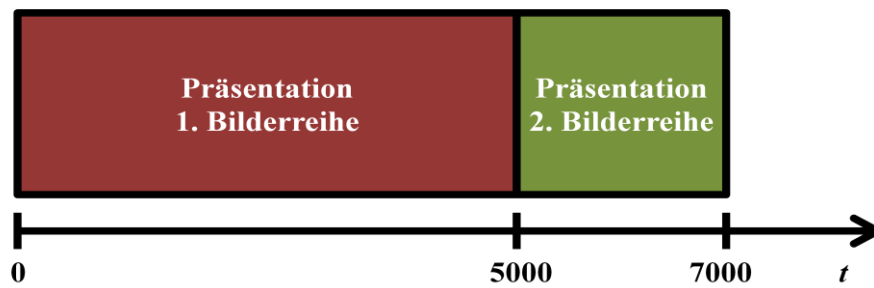 Präsentation
1. Bilderreihe
Präsentation
2. Bilderreihe
0 5000 7000 t